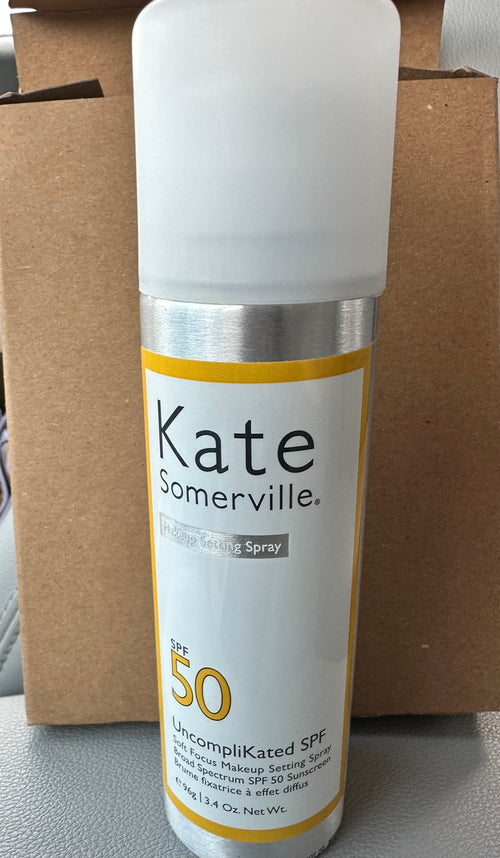 Kate
Somerville®
Makeup Setting Spray
SPF
50
UncompliKated SPF
Soft Focus Makeup Setting Spray
Broad Spectrum SPF 50 Sunscreen
Brume fixatrice à effet diffus
℮ 96g | 3.4 Oz. Net Wt.